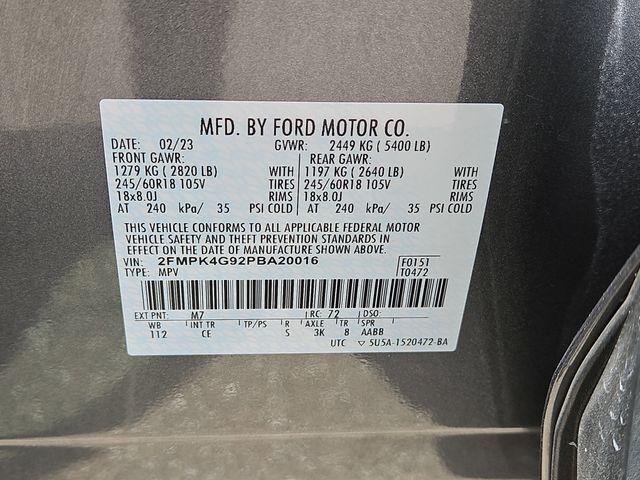 MFD. BY FORD MOTOR CO.
DATE: 02/23 GVWR: 2449 KG ( 5400 LB)
FRONT GAWR: REAR GAWR:
1279 KG ( 2820 LB) WITH 1197 KG ( 2640 LB) WITH
245/60R18 105V TIRES 245/60R18 105V TIRES
18x8.0J RIMS 18x8.0J RIMS
AT 240 kPa/ 35 PSI COLD AT 240 kPa/ 35 PSI COLD
THIS VEHICLE CONFORMS TO ALL APPLICABLE FEDERAL MOTOR
VEHICLE SAFETY AND THEFT PREVENTION STANDARDS IN
EFFECT ON THE DATE OF MANUFACTURE SHOWN ABOVE.
VIN: 2FMPK4G92PBA20016 F0151
TYPE: MPV T0472
EXT PNT: M7 RC: 72 DSO:
WB INT TR TP/PS R AXLE TR SPR
112 CE S 3K 8 AABB
UTC ▽ 5U5A-1520472-BA